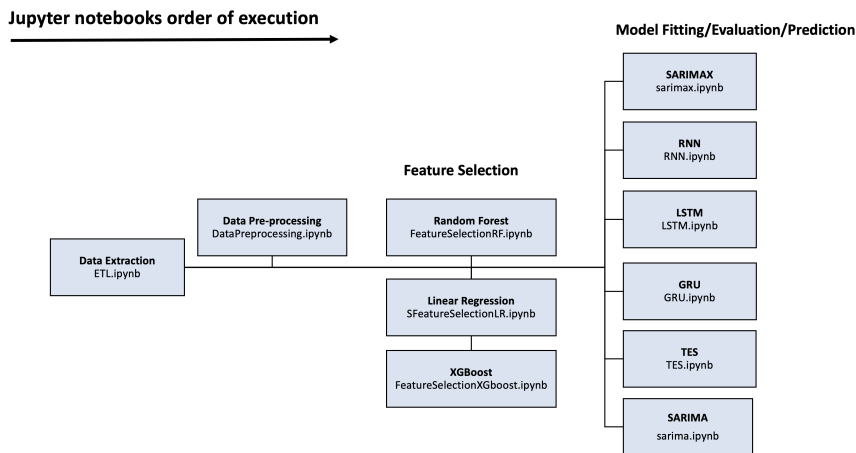 Jupyter notebooks order of execution
Model Fitting/Evaluation/Prediction
SARIMAX
sarimax.ipynb
RNN
RNN.ipynb
Feature Selection
Data Pre-processing
DataPreprocessing.ipynb
Random Forest
FeatureSelectionRF.ipynb
LSTM
LSTM.ipynb
Data Extraction
ETL.ipynb
Linear Regression
SFeatureSelectionLR.ipynb
GRU
GRU.ipynb
XGBoost
FeatureSelectionXGboost.ipynb
TES
TES.ipynb
SARIMA
sarima.ipynb